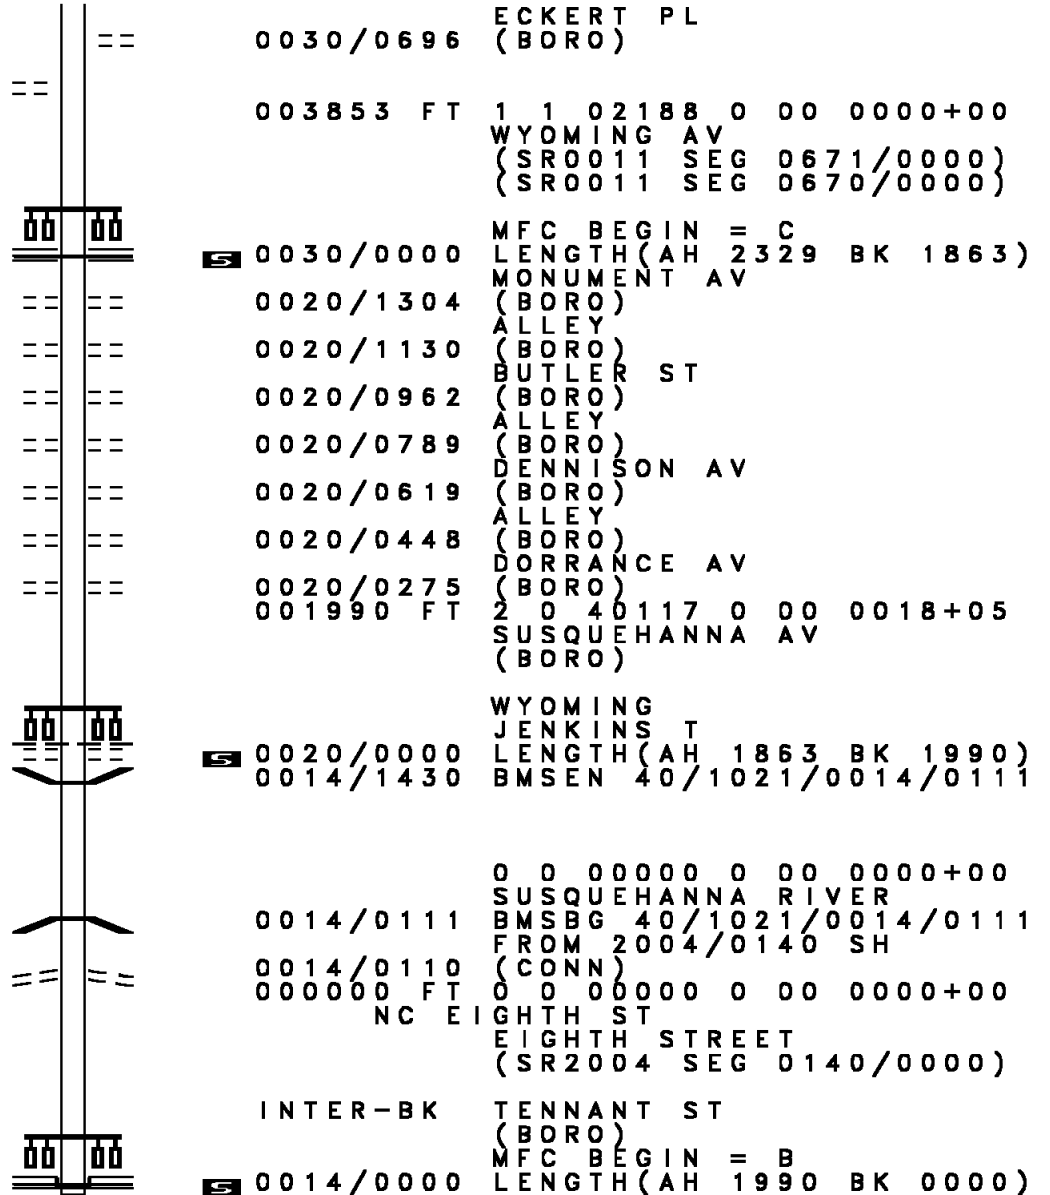 ECKERT PL
0030/0696 (BORO)
003853 FT 1 1 02188 0 00 0000+00
WYOMING AV
(SR0011 SEG 0671/0000)
(SR0011 SEG 0670/0000)
MFC BEGIN = C
S 0030/0000 LENGTH(AH 2329 BK 1863)
MONUMENT AV
0020/1304 (BORO)
ALLEY
0020/1130 (BORO)
BUTLER ST
0020/0962 (BORO)
ALLEY
0020/0789 (BORO)
DENNISON AV
0020/0619 (BORO)
ALLEY
0020/0448 (BORO)
DORRANCE AV
0020/0275 (BORO)
001990 FT 2 0 40117 0 00 0018+05
SUSQUEHANNA AV
(BORO)
WYOMING
JENKINS T
S 0020/0000 LENGTH(AH 1863 BK 1990)
0014/1430 BMSEN 40/1021/0014/0111
0 0 00000 0 00 0000+00
SUSQUEHANNA RIVER
0014/0111 BMSBG 40/1021/0014/0111
FROM 2004/0140 SH
0014/0110 (CONN)
000000 FT 0 0 00000 0 00 0000+00
NC EIGHTH ST
EIGHTH STREET
(SR2004 SEG 0140/0000)
INTER-BK TENNANT ST
(BORO)
MFC BEGIN = B
S 0014/0000 LENGTH(AH 1990 BK 0000)